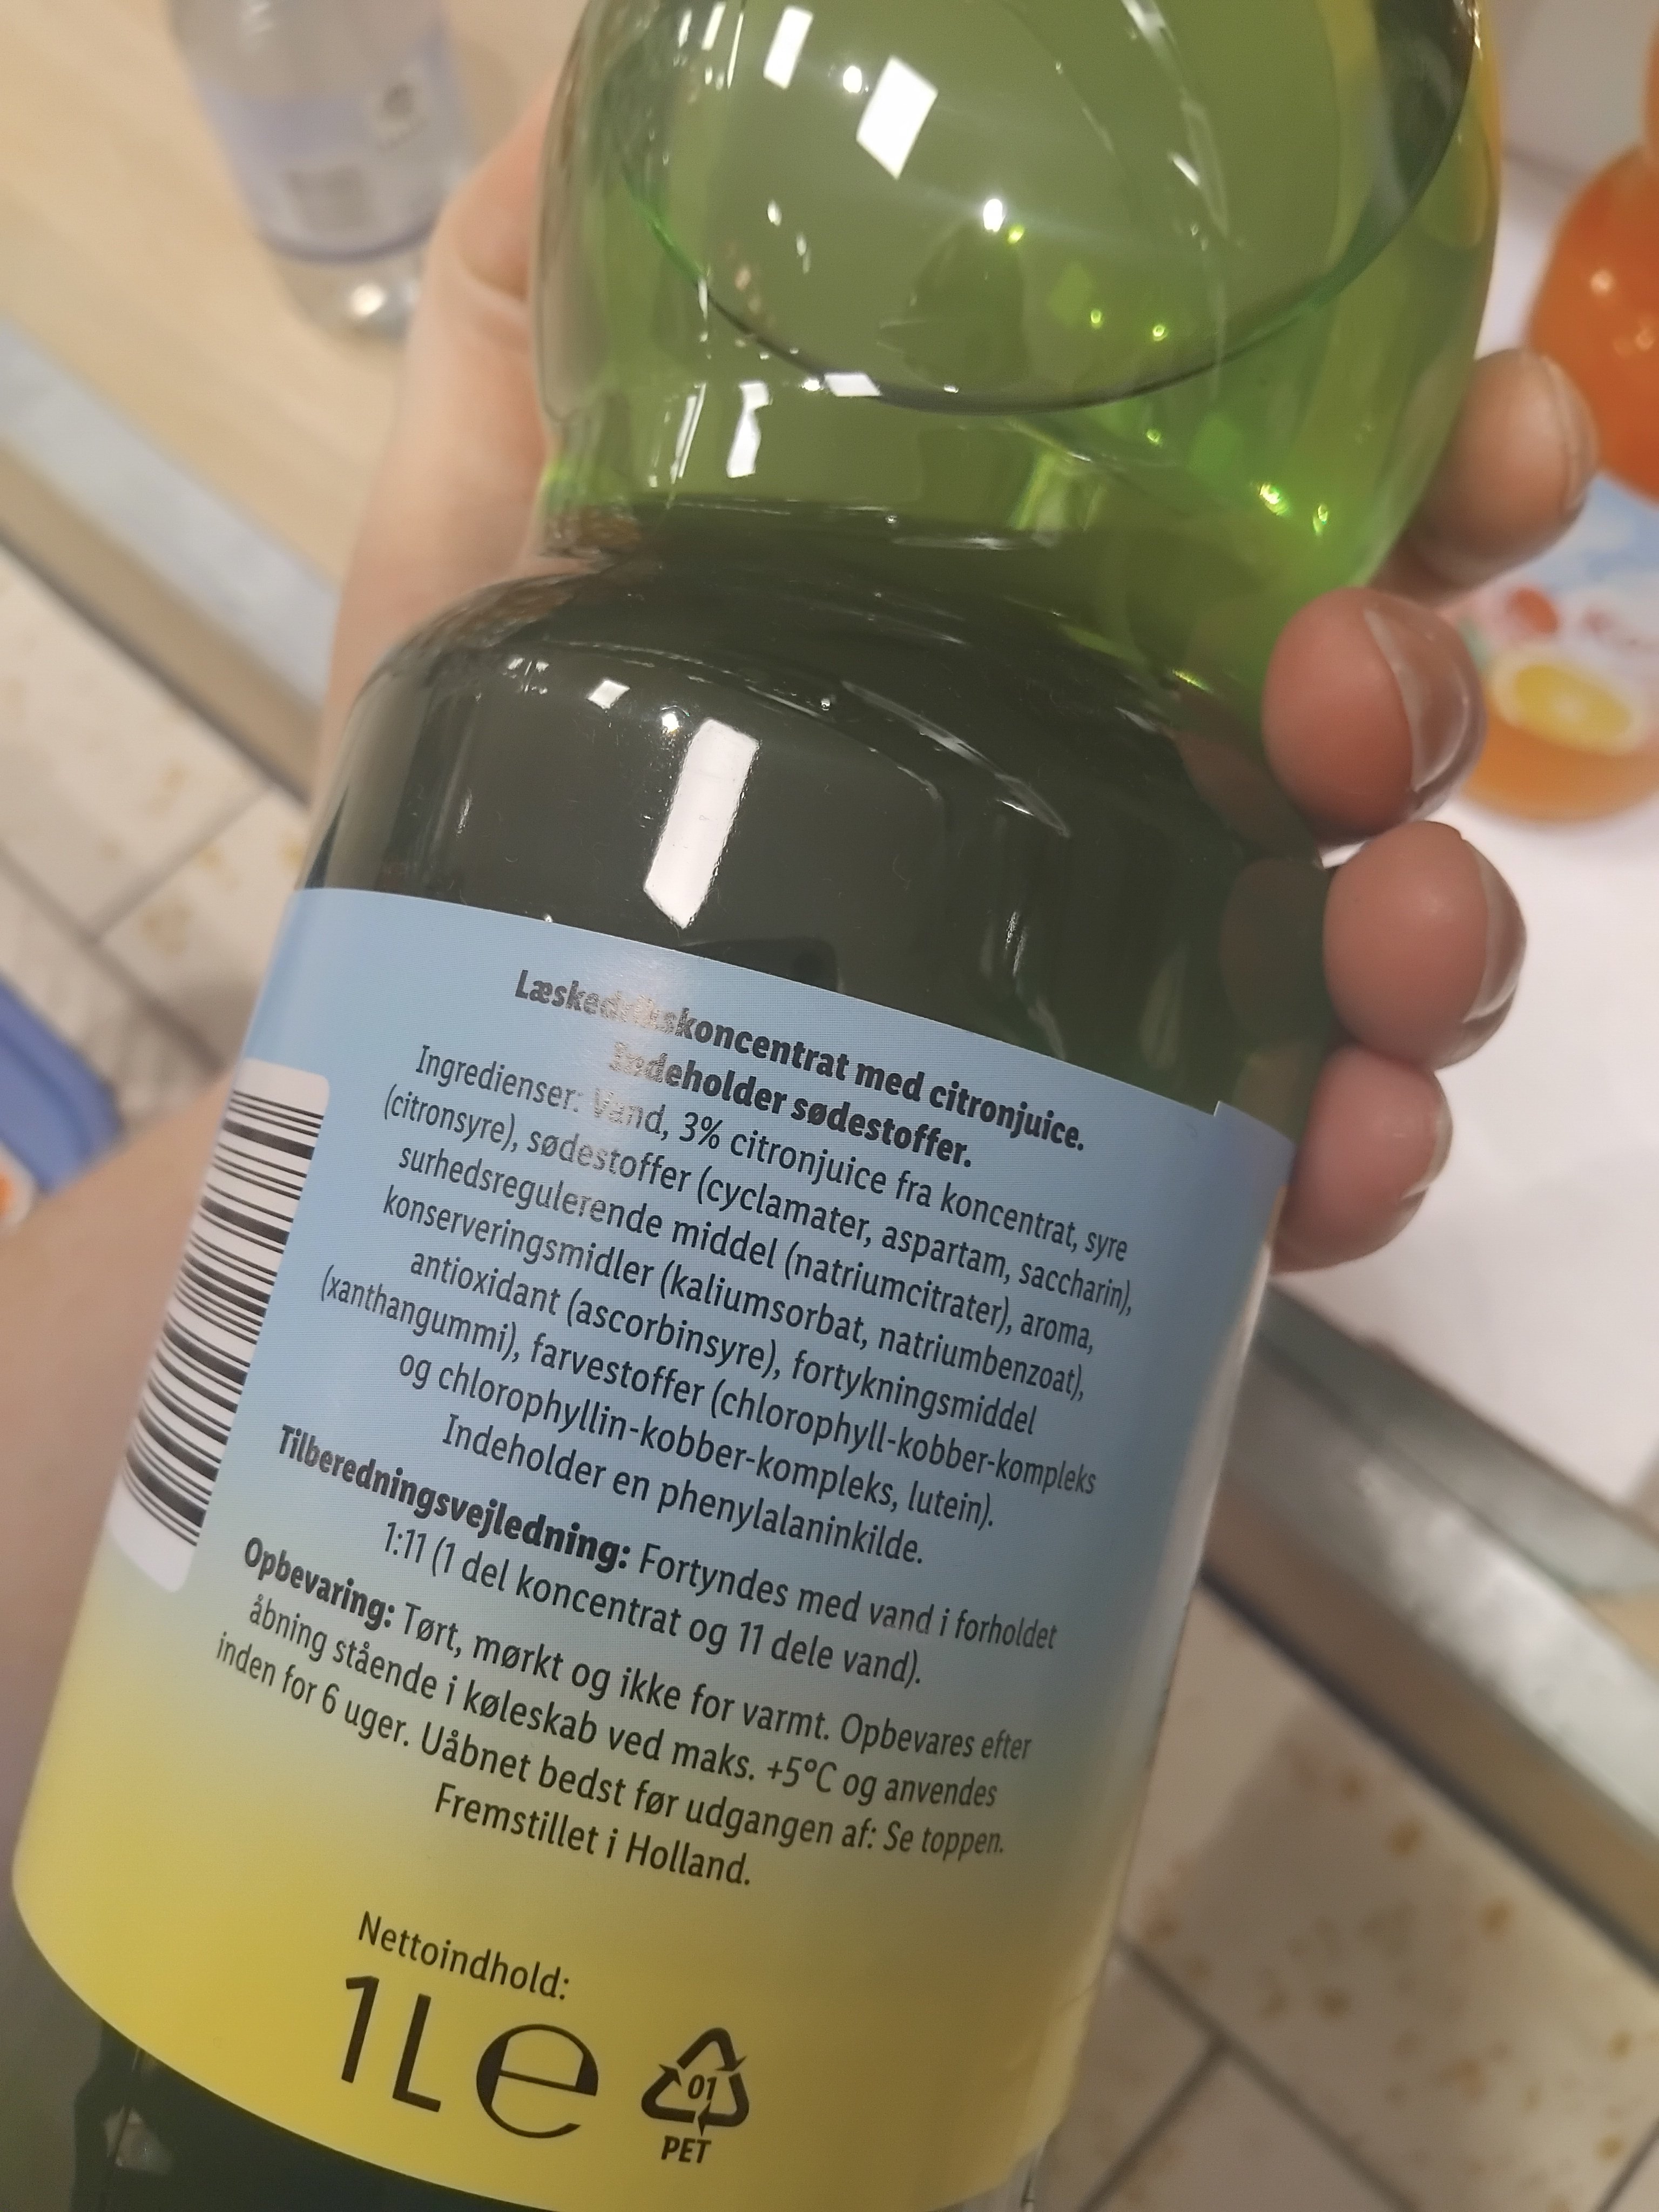 Læskedrikskoncentrat med citronjuice.
Indeholder sødestoffer.
Ingredienser: Vand, 3% citronjuice fra koncentrat, syre
(citronsyre), sødestoffer (cyclamater, aspartam, saccharin),
surhedsregulerende middel (natriumcitrater), aroma,
konserveringsmidler (kaliumsorbat, natriumbenzoat),
antioxidant (ascorbinsyre), fortykningsmiddel
(xanthangummi), farvestoffer (chlorophyll-kobber-kompleks
og chlorophyllin-kobber-kompleks, lutein).
Indeholder en phenylalaninkilde.
Tilberedningsvejledning: Fortyndes med vand i forholdet
1:11 (1 del koncentrat og 11 dele vand).
Opbevaring: Tørt, mørkt og ikke for varmt. Opbevares efter
åbning stående i køleskab ved maks. +5°C og anvendes
inden for 6 uger. Uåbnet bedst før udgangen af: Se toppen.
Fremstillet i Holland.
Nettoindhold:
1L e
01
PET